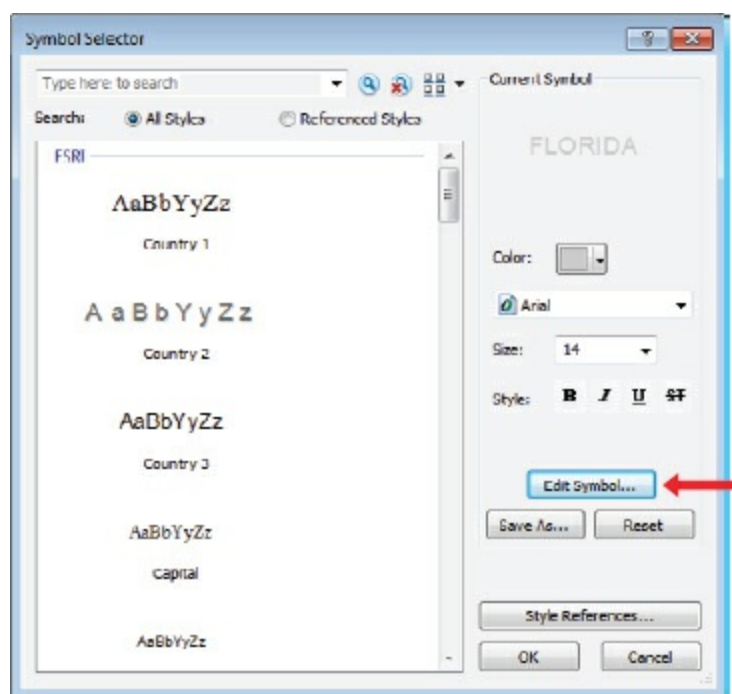 Symbol Selector
Type here to search
Search: All Styles Referenced Styles
ESRI
AaBbYyZz
Country 1
AaBbYyZz
Country 2
AaBbYyZz
Country 3
AaBbYyZz
Capital
AaBbYyZz
Current Symbol
FLORIDA
Color:
Arial
Size: 14
Style: B I U ST
Edit Symbol...
Save As... Reset
Style References...
OK Cancel